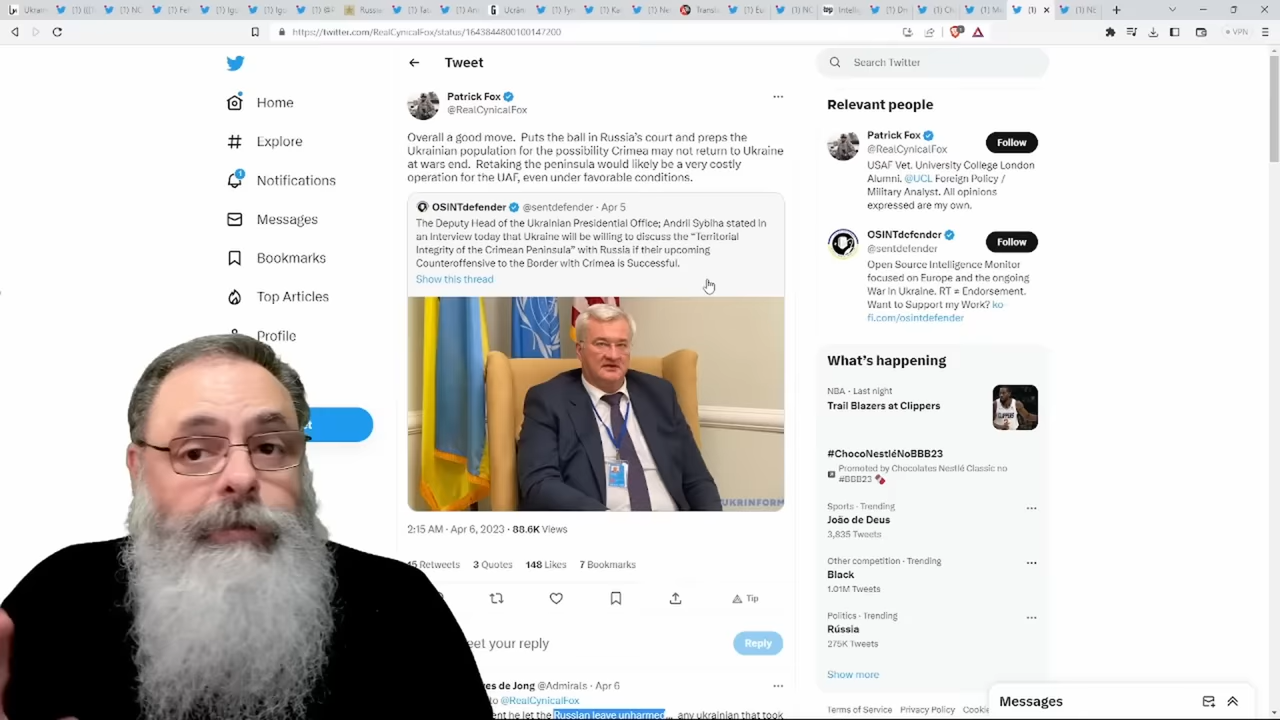 https://twitter.com/RealCynicalFox/status/1643844800100147200
VPN
Home
Explore
1
Notifications
Messages
Bookmarks
Top Articles
Profile
Tweet
Patrick Fox
@RealCynicalFox
Overall a good move. Puts the ball in Russia's court and preps the
Ukrainian population for the possibility Crimea may not return to Ukraine
at wars end. Retaking the peninsula would likely be a very costly
operation for the UAF, even under favorable conditions.
OSINTdefender @sentdefender · Apr 5
The Deputy Head of the Ukrainian Presidential Office; Andrii Sybiha stated in
an Interview today that Ukraine will be willing to discuss the "Territorial
Integrity of the Crimean Peninsula" with Russia if their upcoming
Counteroffensive to the Border with Crimea is Successful.
Show this thread
UKRINFORM
2:15 AM · Apr 6, 2023 · 88.6K Views
Retweets 3 Quotes 148 Likes 7 Bookmarks
Tip
your reply
Reply
de Jong @Admirals · Apr 6
@RealCynicalFox
he let the Russian leave unharmed... any ukrainian that took
Search Twitter
Relevant people
Patrick Fox
@RealCynicalFox
Follow
USAF Vet. University College London
Alumni. @UCL Foreign Policy /
Military Analyst. All opinions
expressed are my own.
OSINTdefender
@sentdefender
Follow
Open Source Intelligence Monitor
focused on Europe and the ongoing
War in Ukraine. RT ≠ Endorsement.
Want to Support my Work? ko
fi.com/osintdefender
What's happening
NBA · Last night
Trail Blazers at Clippers
#ChocoNestléNoBBB23
Promoted by Chocolates Nestlé Classic no
#BBB23
Sports · Trending
João de Deus
3,835 Tweets
Other competition · Trending
Black
1.01M Tweets
Politics · Trending
Rússia
275K Tweets
Show more
Terms of Service Privacy Policy Cookie
Messages